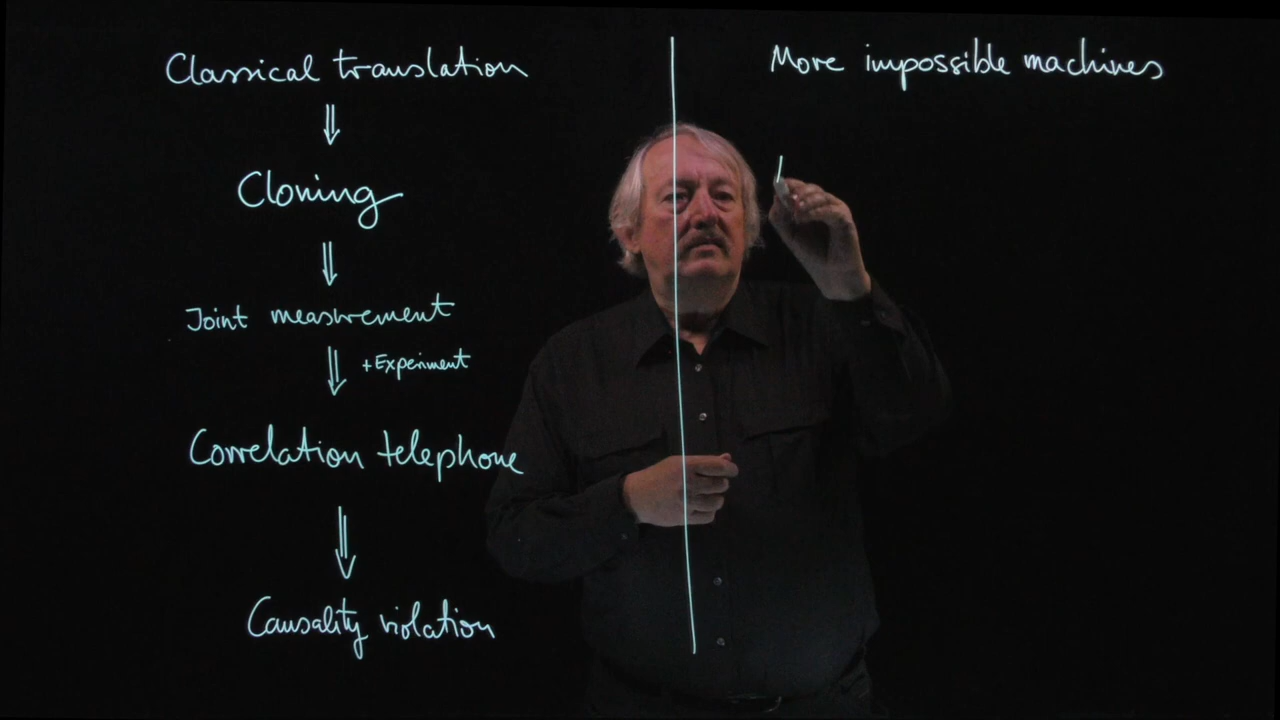 Classical translation
⇓
Cloning
⇓
Joint measurement
⇓ +Experiment
Correlation telephone
⇓
Causality violation
More impossible machines